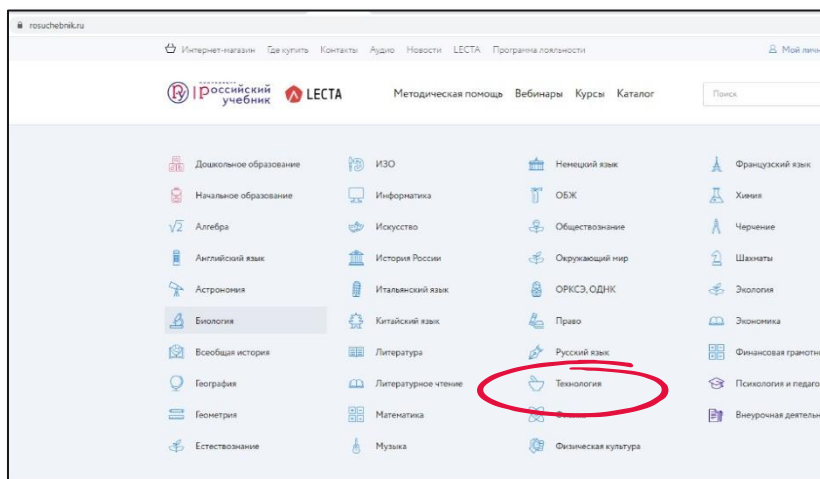 rosuchebnik.ru
Интернет-магазин Где купить Контакты Аудио Новости LECTA Программа лояльности Мой личн
российский учебник LECTA Методическая помощь Вебинары Курсы Каталог Поиск
Дошкольное образование ИЗО Немецкий язык Французский язык
Начальное образование Информатика ОБЖ Химия
Алгебра Искусство Обществознание Черчение
Английский язык История России Окружающий мир Шахматы
Астрономия Итальянский язык ОРКСЭ, ОДНК Экология
Биология Китайский язык Право Экономика
Всеобщая история Литература Русский язык Финансовая грамотн
География Литературное чтение Технология Психология и педаго
Геометрия Математика Внеурочная деятельн
Естествознание Музыка Физическая культура